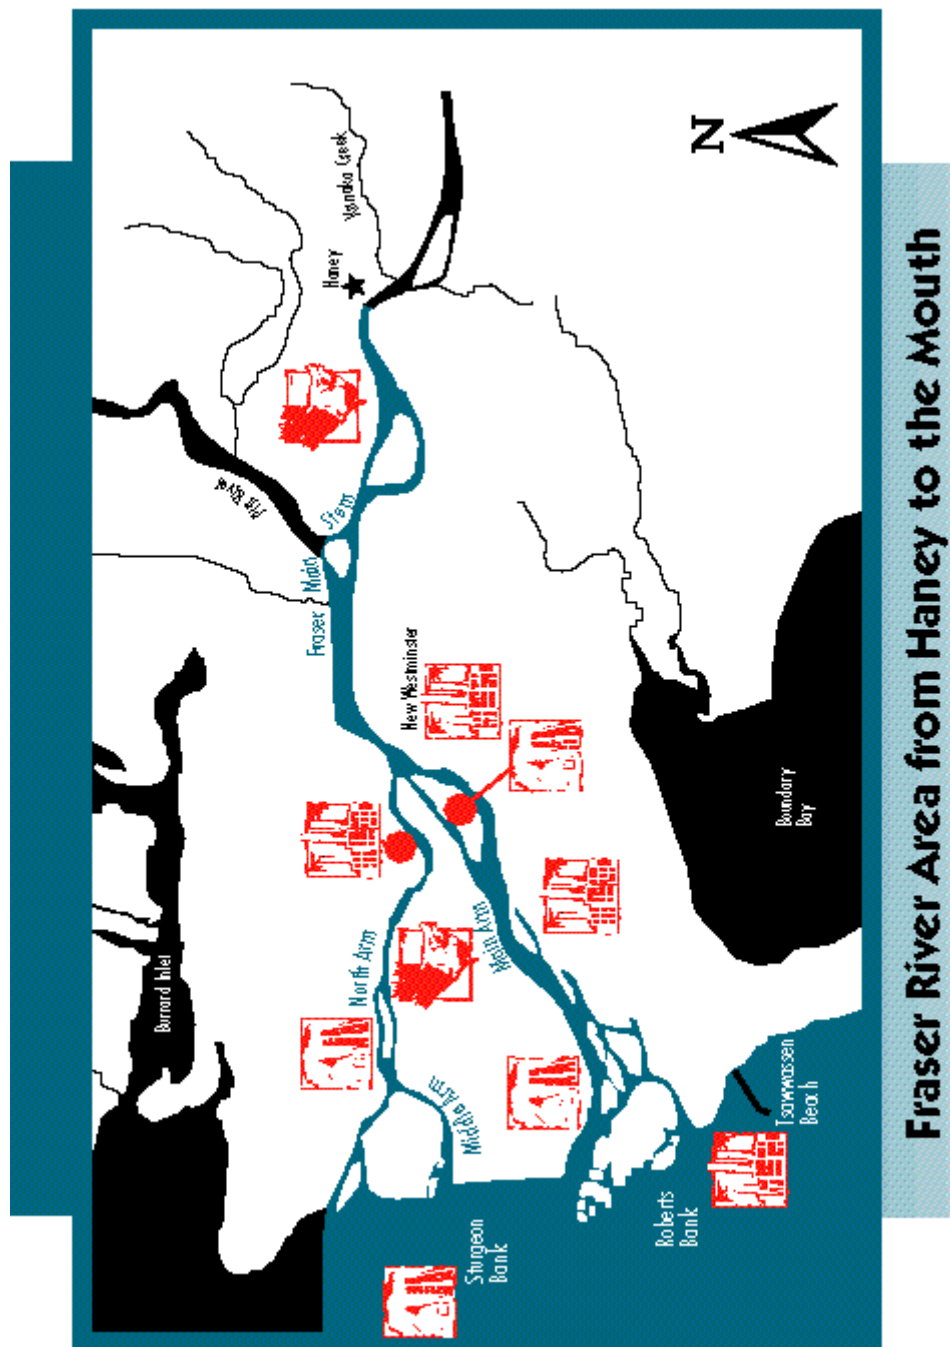 Burrard Inlet
Pitt River
Fraser Main Stem
Haney
Kanaka Creek
North Arm
New Westminster
Middle Arm
Main Arm
Sturgeon
Bank
Roberts
Bank
N
Boundary
Bay
Tsawwassen
Beach
Fraser River Area from Haney to the Mouth